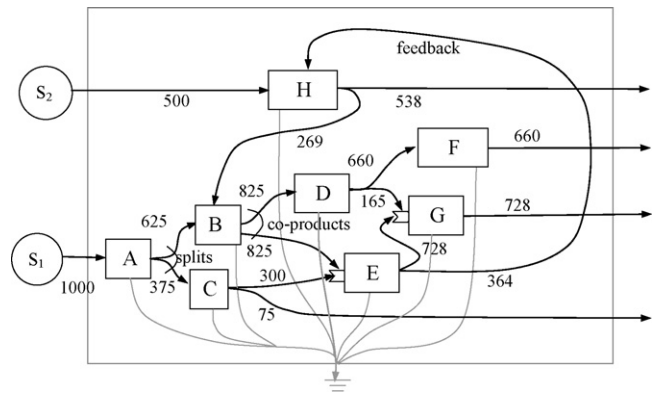 feedback
S₂
500
H
538
269
660
F
660
825
D
165
625
B
co-products
G
728
825
728
S₁
1000
A
splits
375
C
300
E
364
75